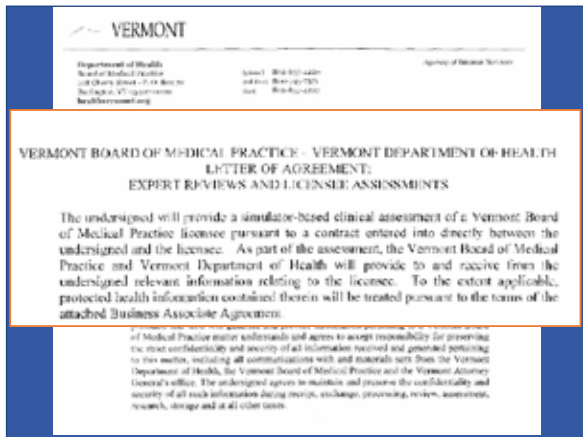 VERMONT
Department of Health
Board of Medical Practice
Burlington, VT
healthvermont.gov
Agency of Human Services
VERMONT BOARD OF MEDICAL PRACTICE - VERMONT DEPARTMENT OF HEALTH
LETTER OF AGREEMENT:
EXPERT REVIEWS AND LICENSEE ASSESSMENTS
The undersigned will provide a simulator-based clinical assessment of a Vermont Board
of Medical Practice licensee pursuant to a contract entered into directly between the
undersigned and the licensee. As part of the assessment, the Vermont Board of Medical
Practice and Vermont Department of Health will provide to and receive from the
undersigned relevant information relating to the licensee. To the extent applicable,
protected health information contained therein will be treated pursuant to the terms of the
attached Business Associate Agreement.
of Medical Practice matter understands and agrees to accept responsibility for preserving
the strict confidentiality and security of all information received and generated pertaining
to this matter, including all communications with and materials sent from the Vermont
Department of Health, the Vermont Board of Medical Practice and the Vermont Attorney
General's office. The undersigned agrees to maintain and preserve the confidentiality and
security of all such information during receipt, exchange, processing, review, assessment,
research, storage and at all other times.